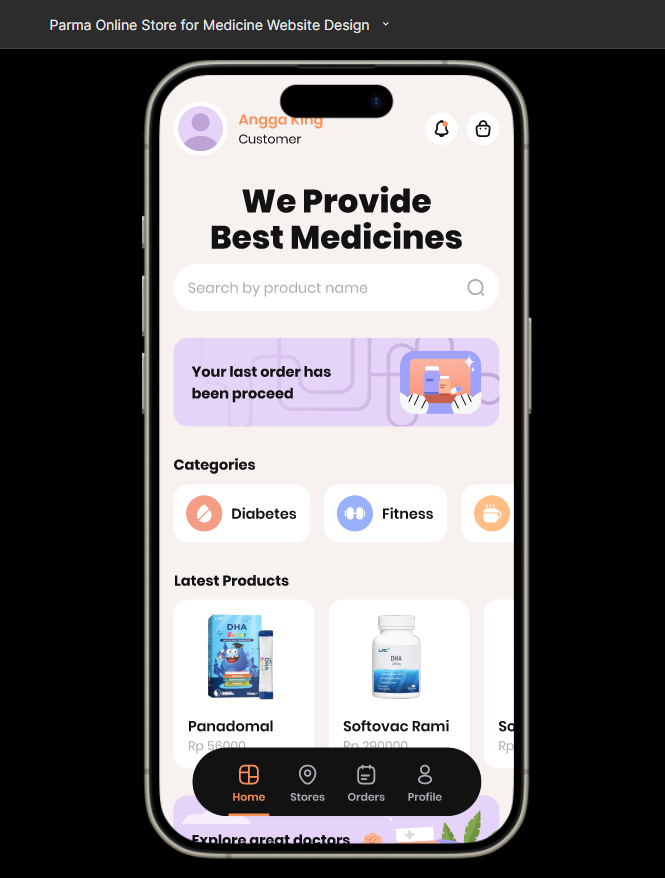 Parma Online Store for Medicine Website Design
Angga King
Customer
We Provide
Best Medicines
Search by product name
Your last order has
been proceed
Categories
Diabetes
Fitness
Latest Products
DHA
LAC
DHA
Panadomal
Softovac Rami
So
Rp 56000
Rp 290000
Rp
Home
Stores
Orders
Profile
Explore great doctors